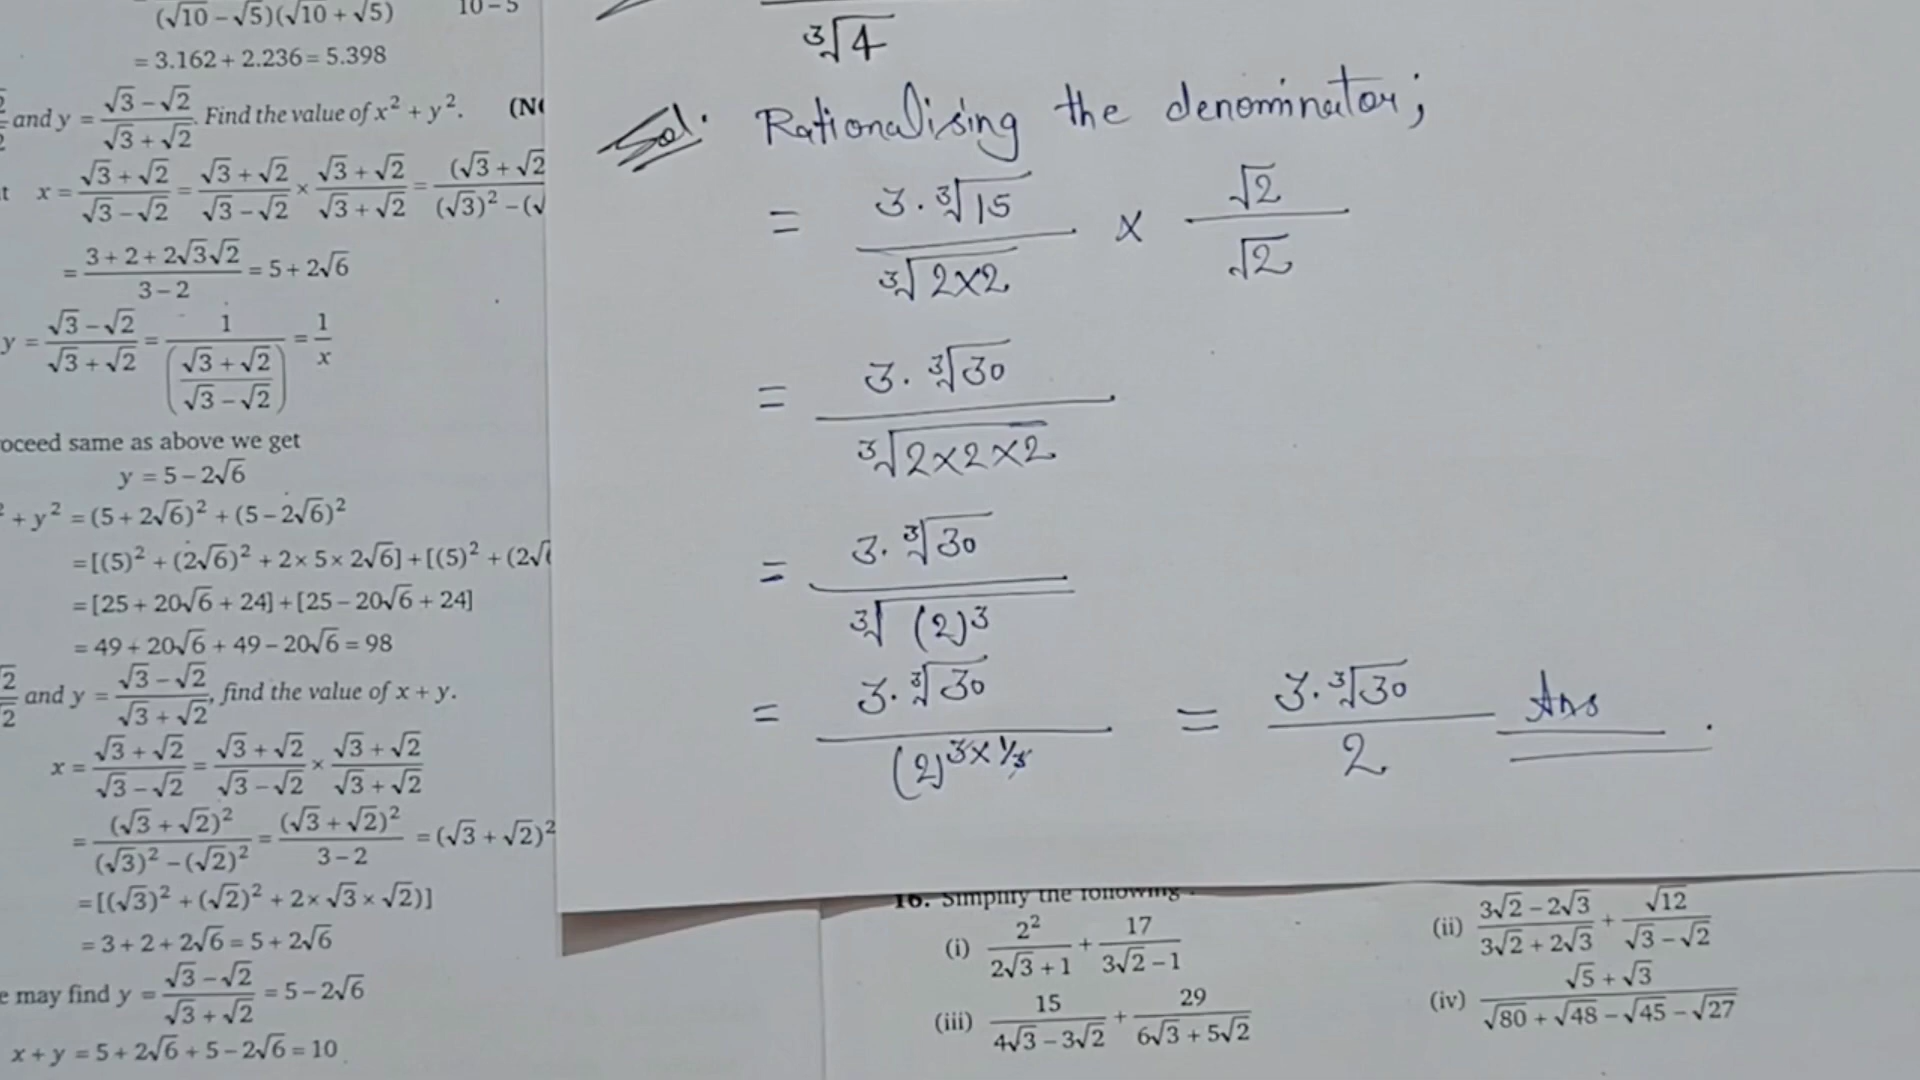 (√10 − √5)(√10 + √5) 10 − 5
= 3.162 + 2.236 = 5.398
and y = (√3 − √2)/(√3 + √2). Find the value of x² + y².
x = (√3 + √2)/(√3 − √2) = (√3 + √2)/(√3 − √2) × (√3 + √2)/(√3 + √2) = (√3 + √2/(√3)² − (√
= (3 + 2 + 2√3√2)/(3 − 2) = 5 + 2√6
y = (√3 − √2)/(√3 + √2) = 1/((√3 + √2)/(√3 − √2)) = 1/x
oceed same as above we get
y = 5 − 2√6
+ y² = (5 + 2√6)² + (5 − 2√6)²
= [(5)² + (2√6)² + 2 × 5 × 2√6] + [(5)² + (2√
= [25 + 20√6 + 24] + [25 − 20√6 + 24]
= 49 + 20√6 + 49 − 20√6 = 98
and y = (√3 − √2)/(√3 + √2), find the value of x + y.
x = (√3 + √2)/(√3 − √2) = (√3 + √2)/(√3 − √2) × (√3 + √2)/(√3 + √2)
= (√3 + √2)²/((√3)² − (√2)²) = (√3 + √2)²/(3 − 2) = (√3 + √2)²
= [(√3)² + (√2)² + 2 × √3 × √2)]
= 3 + 2 + 2√6 = 5 + 2√6
e may find y = (√3 − √2)/(√3 + √2) = 5 − 2√6
x + y = 5 + 2√6 + 5 − 2√6 = 10
∛4
Sol. Rationalising the denominator;
= (3.∛15)/(∛(2×2)) × √2/√2
= (3.∛30)/(∛(2×2×2))
= (3.∛30)/(∛(2)³)
= (3.∛30)/((2)^(3×1/3)) = (3.∛30)/2 Ans.
16. Simplify the following
(i) 2²/(2√3 + 1) + 17/(3√2 − 1) (ii) (3√2 − 2√3)/(3√2 + 2√3) + √12/(√3 − √2)
(iii) 15/(4√3 − 3√2) + 29/(6√3 + 5√2) (iv) (√5 + √3)/(√80 + √48 − √45 − √27)